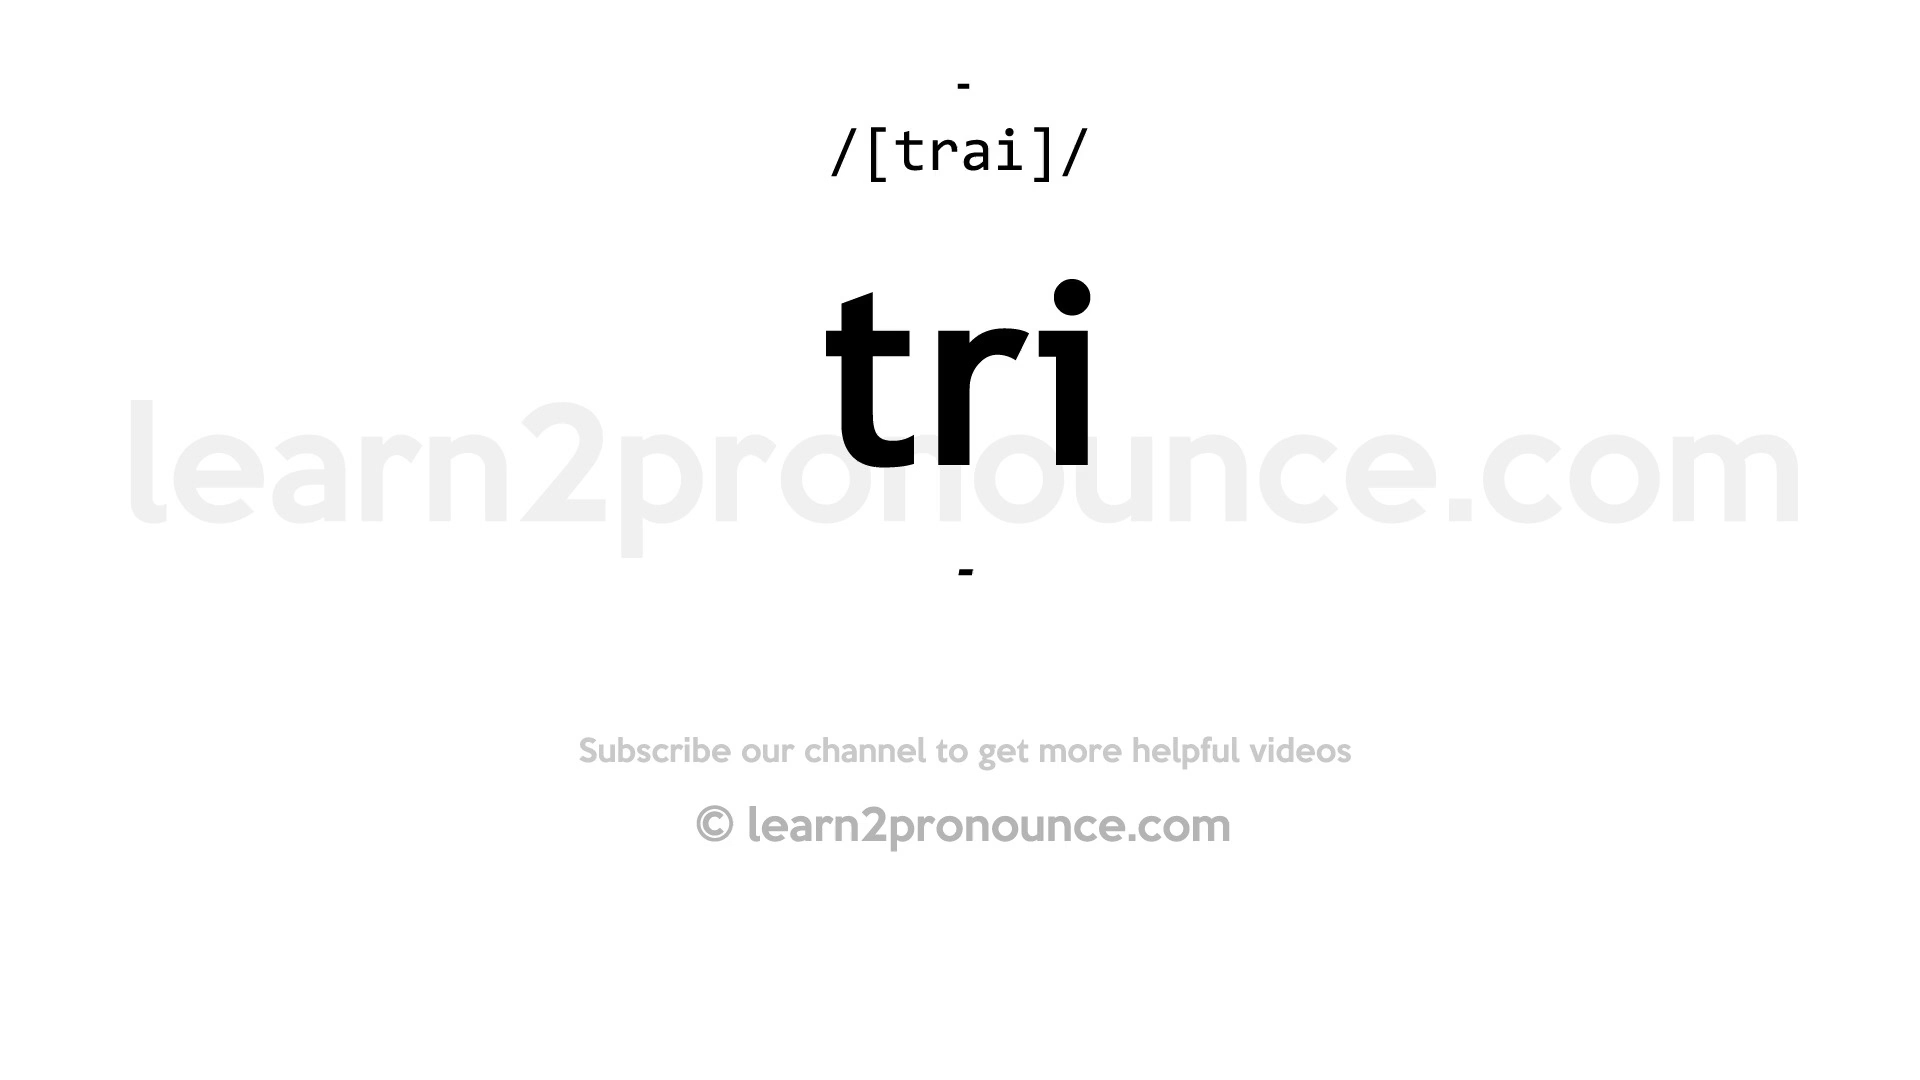 -
/[trai]/
tri
learn2pronounce.com
-
Subscribe our channel to get more helpful videos
© learn2pronounce.com